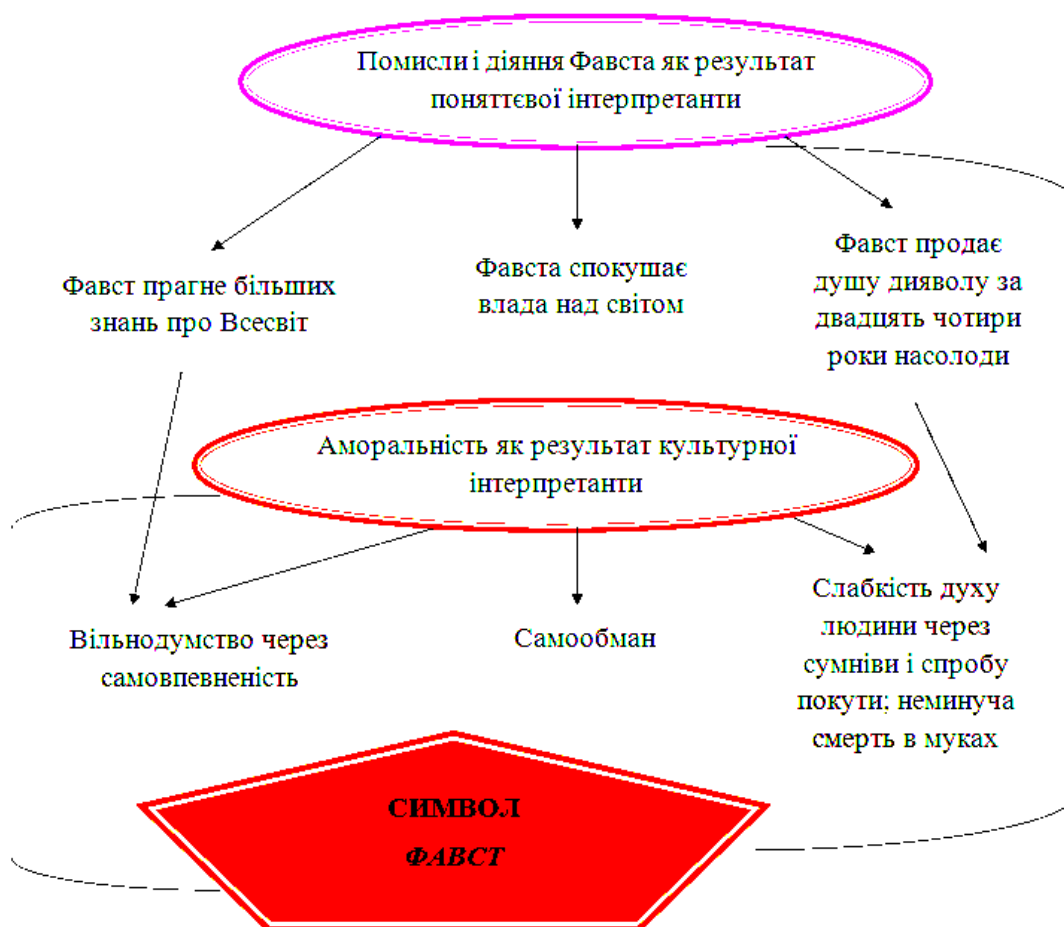 Помисли і діяння Фавста як результат
поняттєвої інтерпретанти
Фавст прагне більших
знань про Всесвіт
Фавста спокушає
влада над світом
Фавст продає
душу дияволу за
двадцять чотири
роки насолоди
Аморальність як результат культурної
інтерпретанти
Вільнодумство через
самовпевненість
Самообман
Слабкість духу
людини через
сумніви і спробу
покути; неминуча
смерть в муках
СИМВОЛ
ФАВСТ